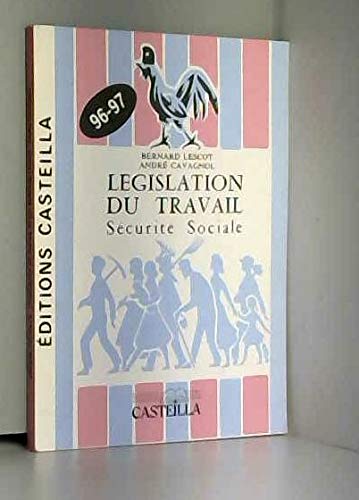 ÉDITIONS CASTEILLA
96-97
BERNARD LESCOT
ANDRÉ CAVAGNOL
LEGISLATION
DU TRAVAIL
Sécurité Sociale
CASTEILLA